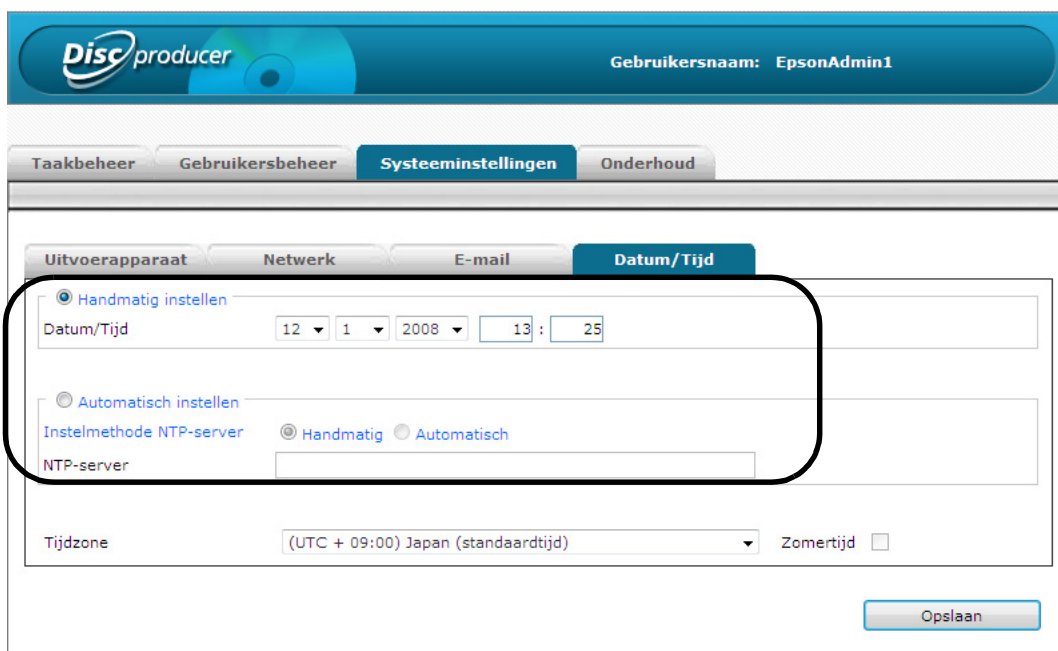 Disc producer
Gebruikersnaam: EpsonAdmin1
Taakbeheer Gebruikersbeheer Systeeminstellingen Onderhoud
Uitvoerapparaat Netwerk E-mail Datum/Tijd
Handmatig instellen
Datum/Tijd 12 1 2008 13 : 25
Automatisch instellen
Instelmethode NTP-server Handmatig Automatisch
NTP-server
Tijdzone (UTC + 09:00) Japan (standaardtijd) Zomertijd
Opslaan